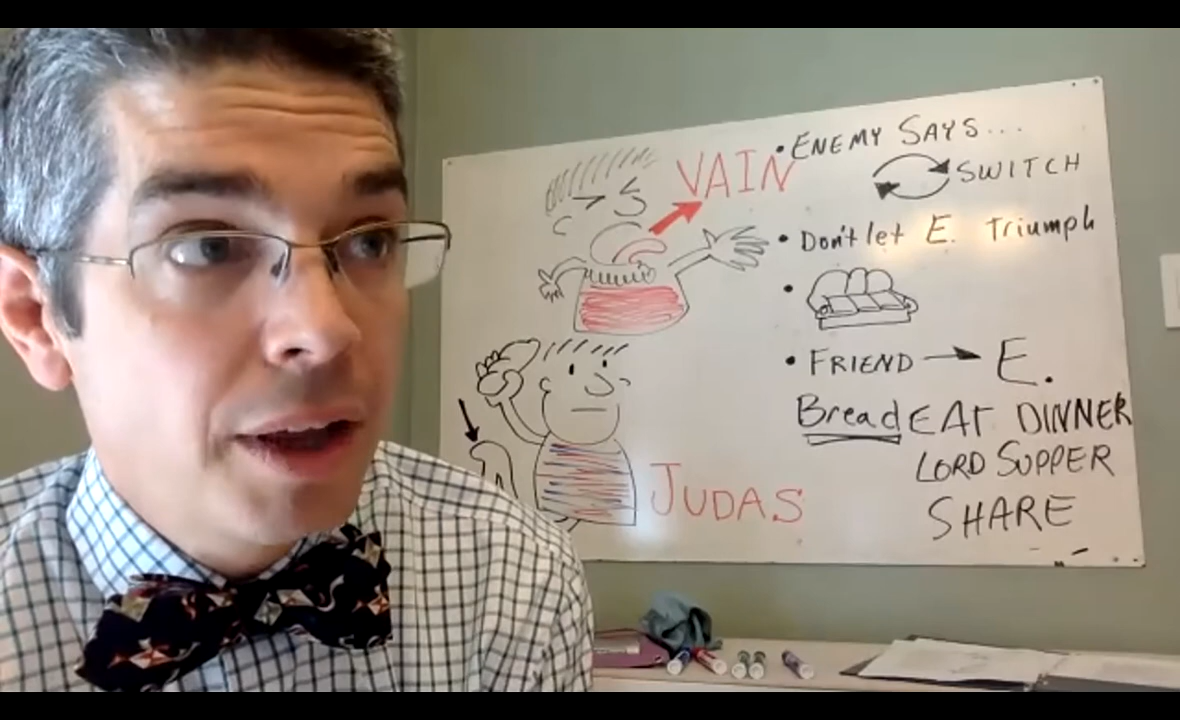 VAIN
JUDAS
• ENEMY SAYS...
SWITCH
• Don't let E. Triumph
•
• FRIEND → E.
Bread EAT DINNER
LORD SUPPER
SHARE